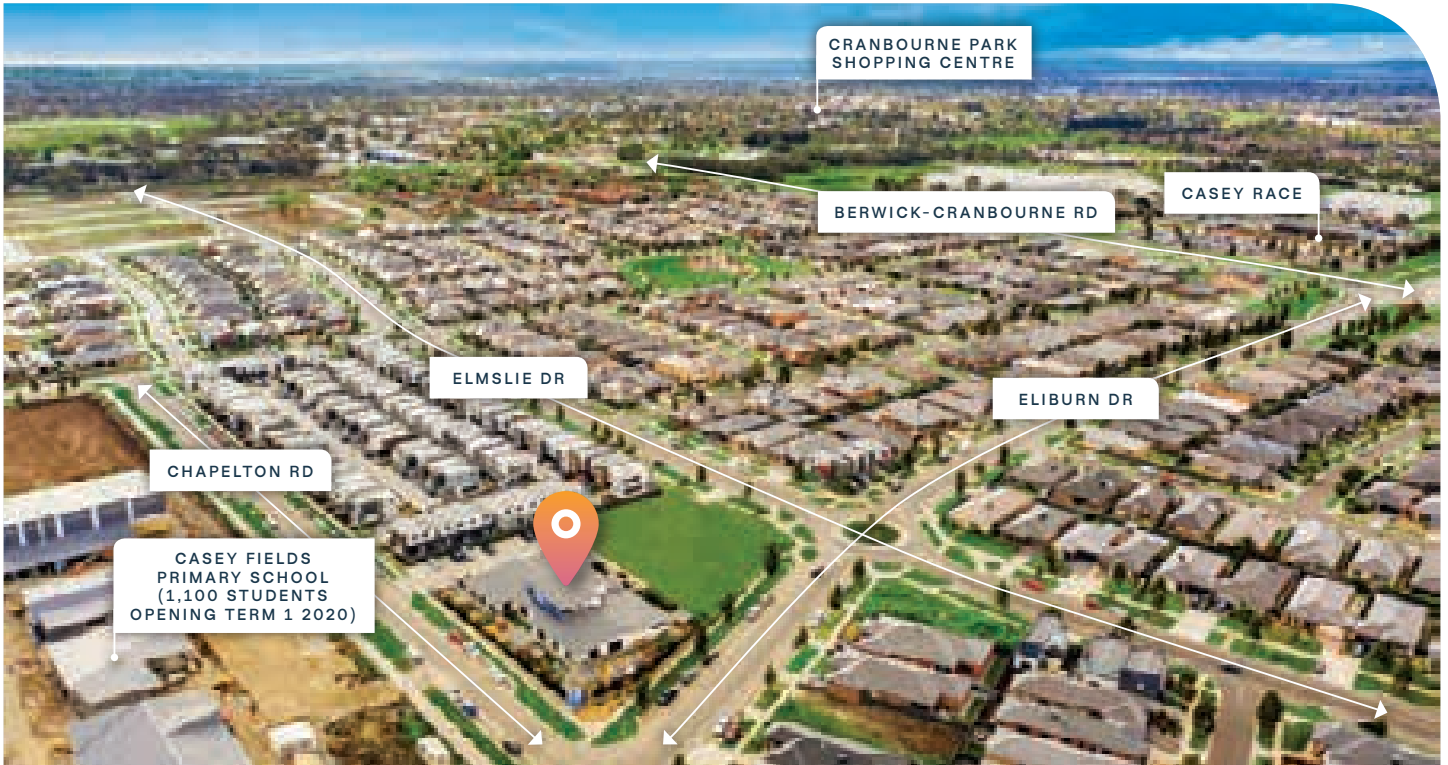 CRANBOURNE PARK
SHOPPING CENTRE
CASEY RACE
BERWICK-CRANBOURNE RD
ELMSLIE DR
ELIBURN DR
CHAPELTON RD
CASEY FIELDS
PRIMARY SCHOOL
(1,100 STUDENTS
OPENING TERM 1 2020)